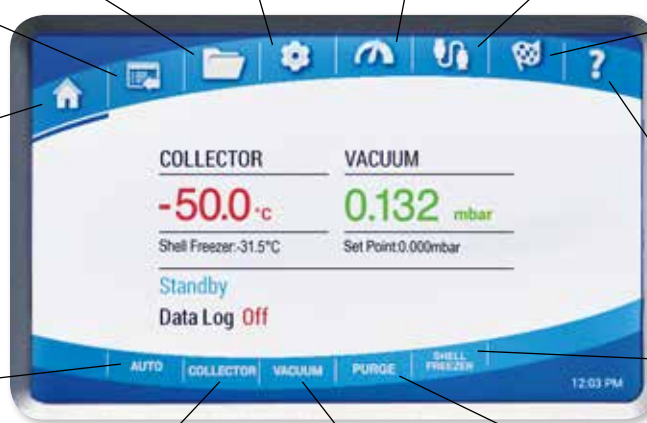 ?
COLLECTOR VACUUM
-50.0 °C 0.132 mbar
Shell Freezer:-31.5°C Set Point:0.000mbar
Standby
Data Log Off
AUTO COLLECTOR VACUUM PURGE SHELL FREEZER
12:03 PM